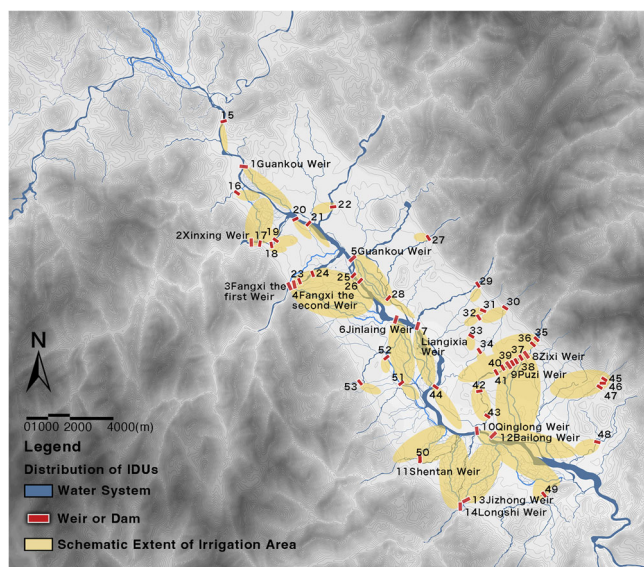 5
1Guankou Weir
16
20
21
22
2Xinxing Weir
17
19
18
27
5Guankou Weir
3Fangxi the
first Weir
23
24
4Fangxi the
second Weir
25
26
28
29
6Jinlaing Weir
7
Liangixia
Weir
30
31
32
33
34
35
36
37
8Zixi Weir
39
38
9Puzi Weir
40
41
42
43
52
51
53
44
45
46
47
10Qinglong Weir
12Bailong Weir
48
50
11Shentan Weir
49
13Jizhong Weir
14Longshi Weir
N
01000 2000 4000(m)
Legend
Distribution of IDUs
Water System
Weir or Dam
Schematic Extent of Irrigation Area